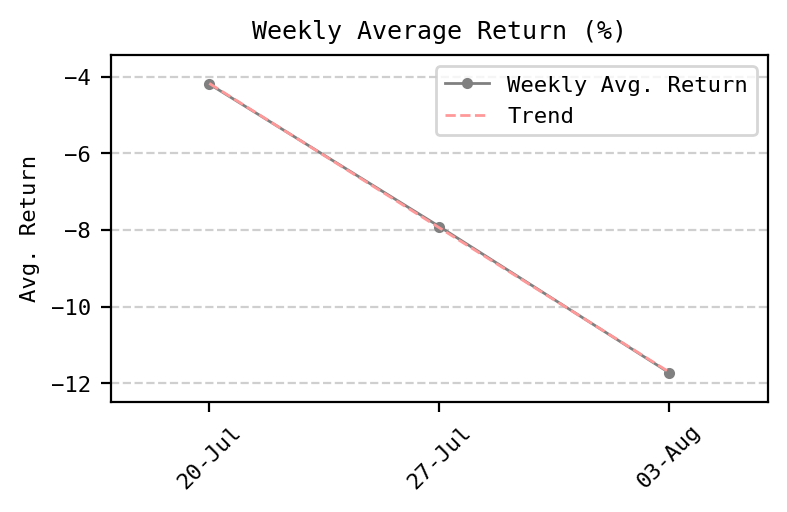 Weekly Average Return (%)
Weekly Avg. Return
Trend
Avg. Return
−4
−6
−8
−10
−12
20-Jul
27-Jul
03-Aug